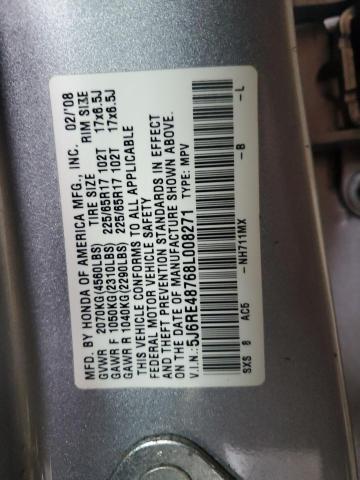 MFD. BY HONDA OF AMERICA MFG., INC. 02/'08
TIRE SIZE RIM SIZE
GVWR 2070KG(4560LBS)
GAWR F 1050KG(2310LBS) 225/65R17 102T 17x6.5J
GAWR R 1040KG(2290LBS) 225/65R17 102T 17x6.5J
THIS VEHICLE CONFORMS TO ALL APPLICABLE
FEDERAL MOTOR VEHICLE SAFETY
AND THEFT PREVENTION STANDARDS IN EFFECT
ON THE DATE OF MANUFACTURE SHOWN ABOVE.
V.I.N.: 5J6RE48768L008271 TYPE: MPV
SXS 8 AC5 -NH711MX -B -L